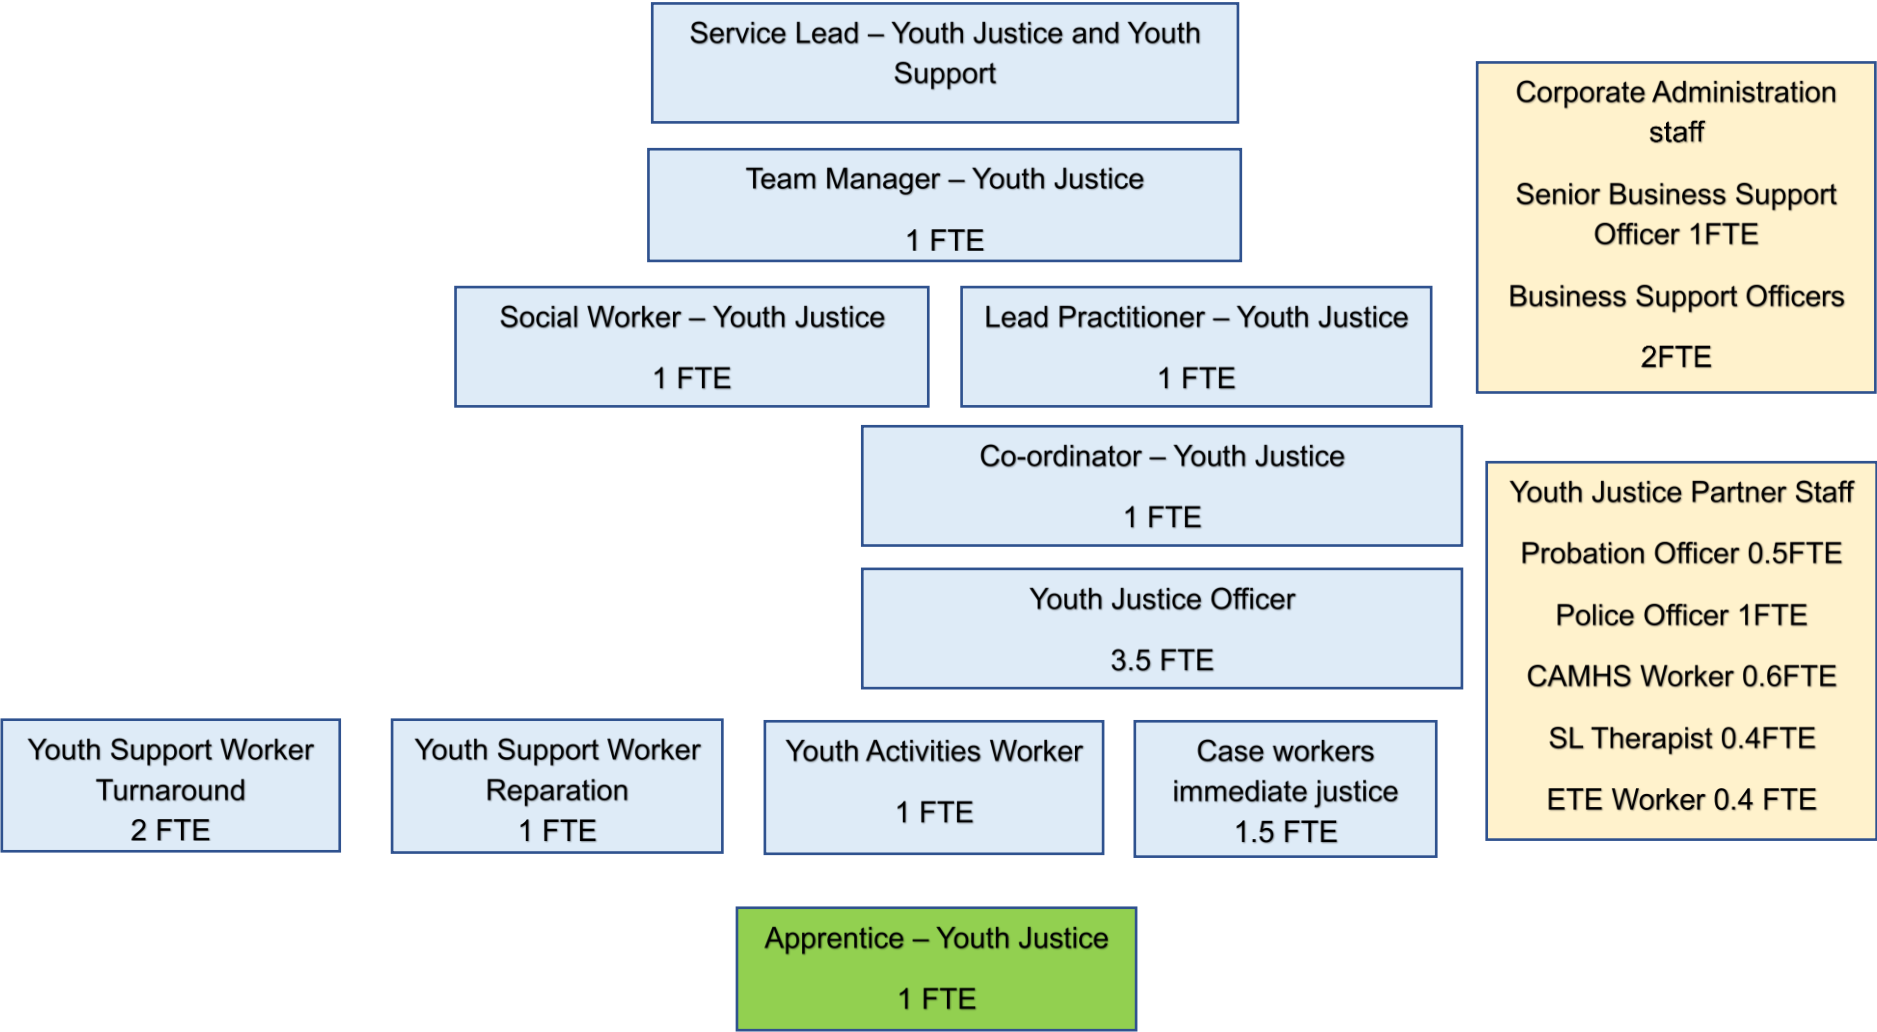 Service Lead – Youth Justice and Youth
Support
Team Manager – Youth Justice
1 FTE
Social Worker – Youth Justice
1 FTE
Lead Practitioner – Youth Justice
1 FTE
Co-ordinator – Youth Justice
1 FTE
Youth Justice Officer
3.5 FTE
Youth Support Worker
Turnaround
2 FTE
Youth Support Worker
Reparation
1 FTE
Youth Activities Worker
1 FTE
Case workers
immediate justice
1.5 FTE
Apprentice – Youth Justice
1 FTE
Corporate Administration
staff
Senior Business Support
Officer 1FTE
Business Support Officers
2FTE
Youth Justice Partner Staff
Probation Officer 0.5FTE
Police Officer 1FTE
CAMHS Worker 0.6FTE
SL Therapist 0.4FTE
ETE Worker 0.4 FTE